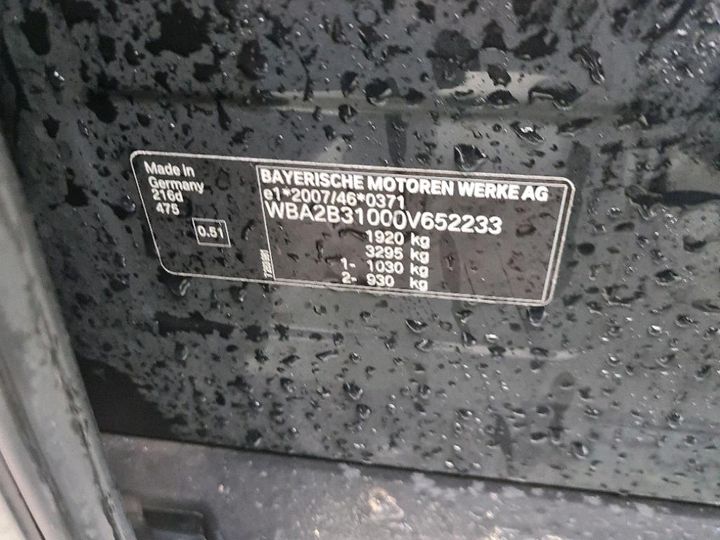 Made in
Germany
216d
475
0.51
BAYERISCHE MOTOREN WERKE AG
e1*2007/46*0371
WBA2B31000V652233
1920 kg
3295 kg
1- 1030 kg
2- 930 kg